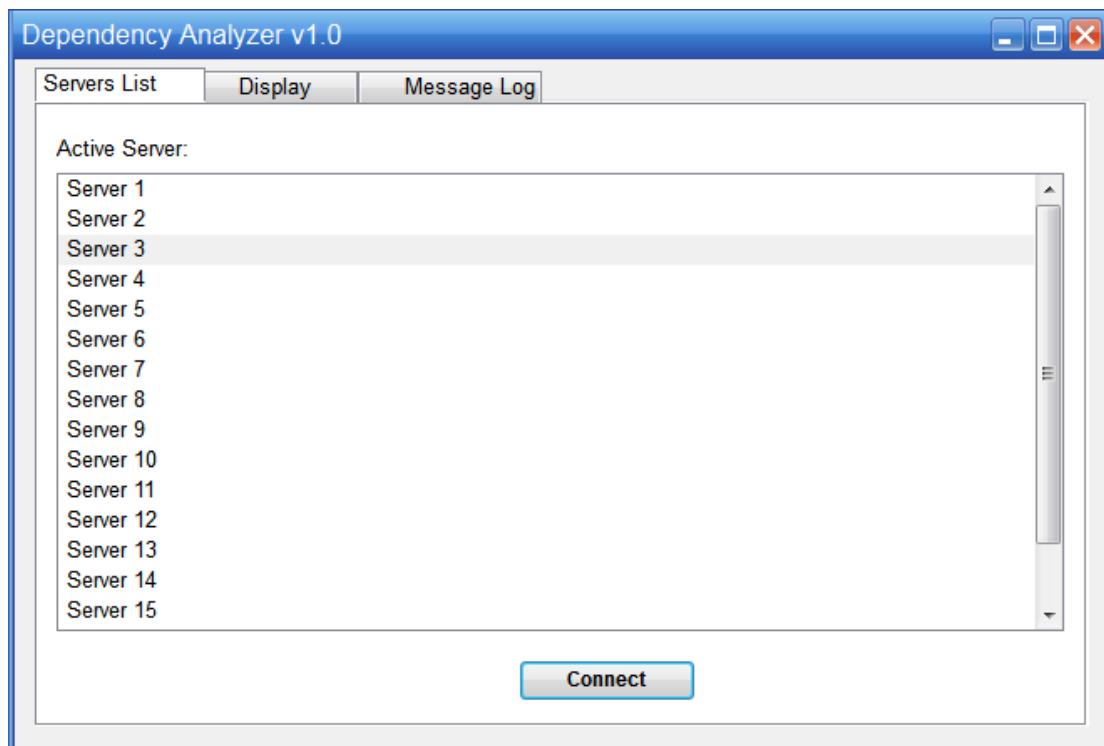 Dependency Analyzer v1.0
Servers List Display Message Log
Active Server:
Server 1
Server 2
Server 3
Server 4
Server 5
Server 6
Server 7
Server 8
Server 9
Server 10
Server 11
Server 12
Server 13
Server 14
Server 15
Connect